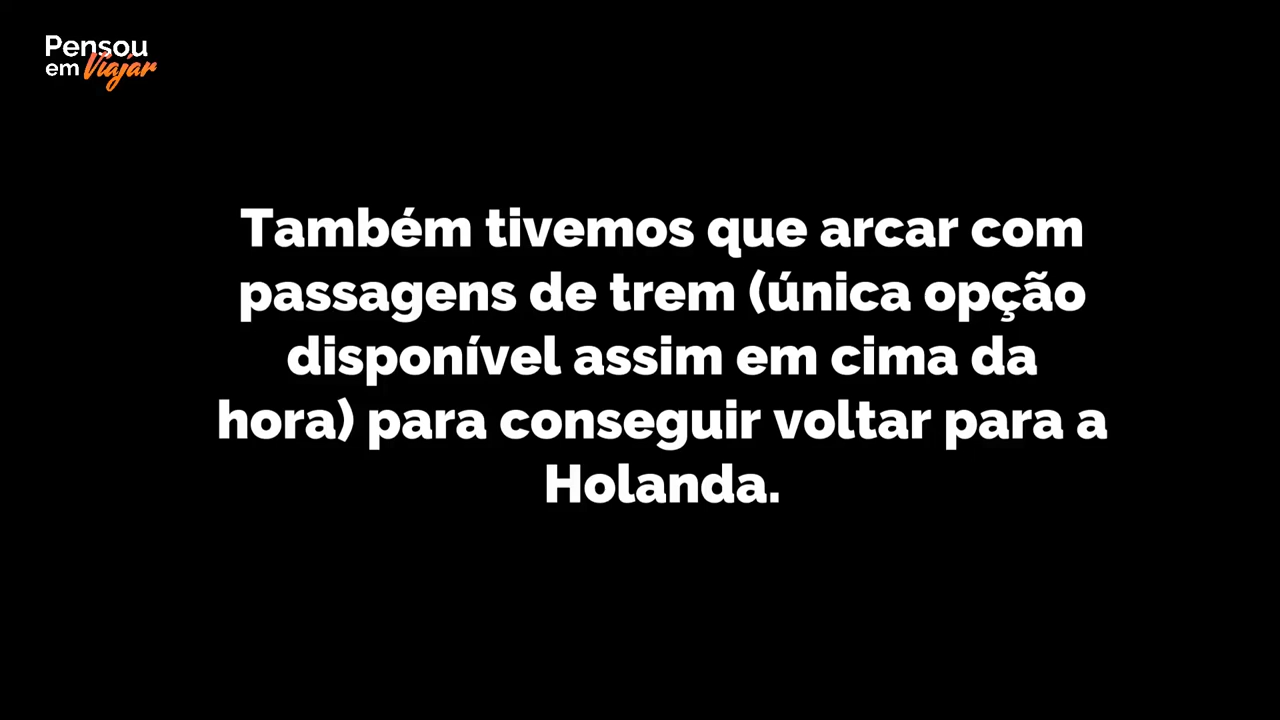 Pensou
em Viajar
Também tivemos que arcar com
passagens de trem (única opção
disponível assim em cima da
hora) para conseguir voltar para a
Holanda.